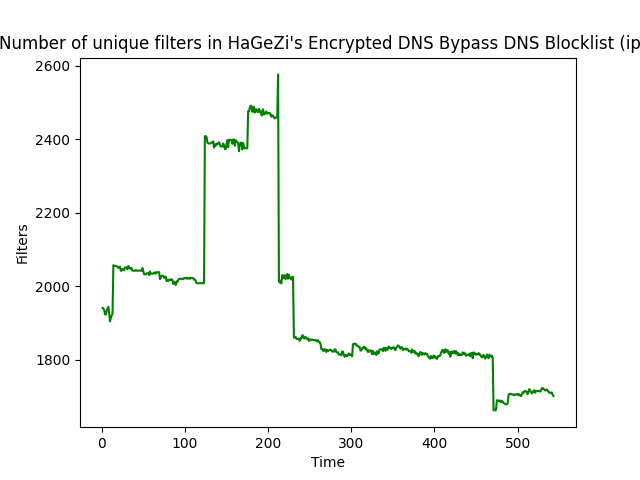 Number of unique filters in HaGeZi's Encrypted DNS Bypass DNS Blocklist (ip
2600
2400
2200
2000
1800
Filters
0 100 200 300 400 500
Time